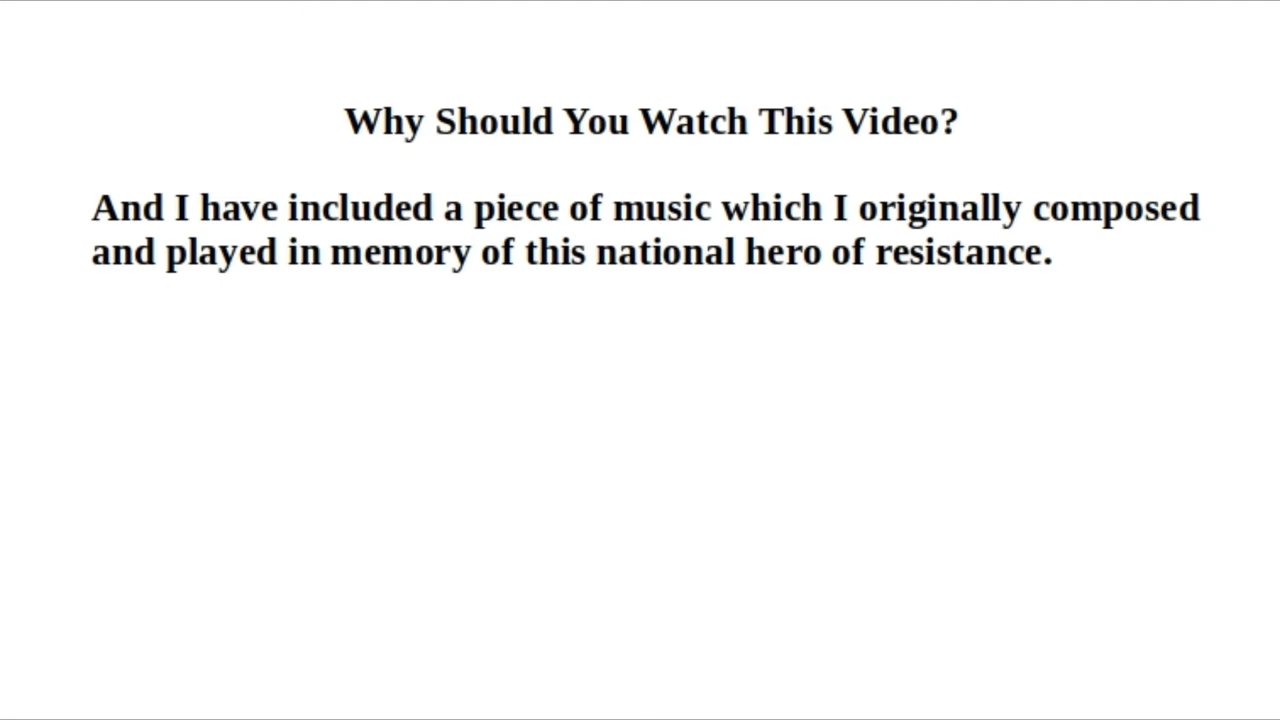 Why Should You Watch This Video?
And I have included a piece of music which I originally composed
and played in memory of this national hero of resistance.